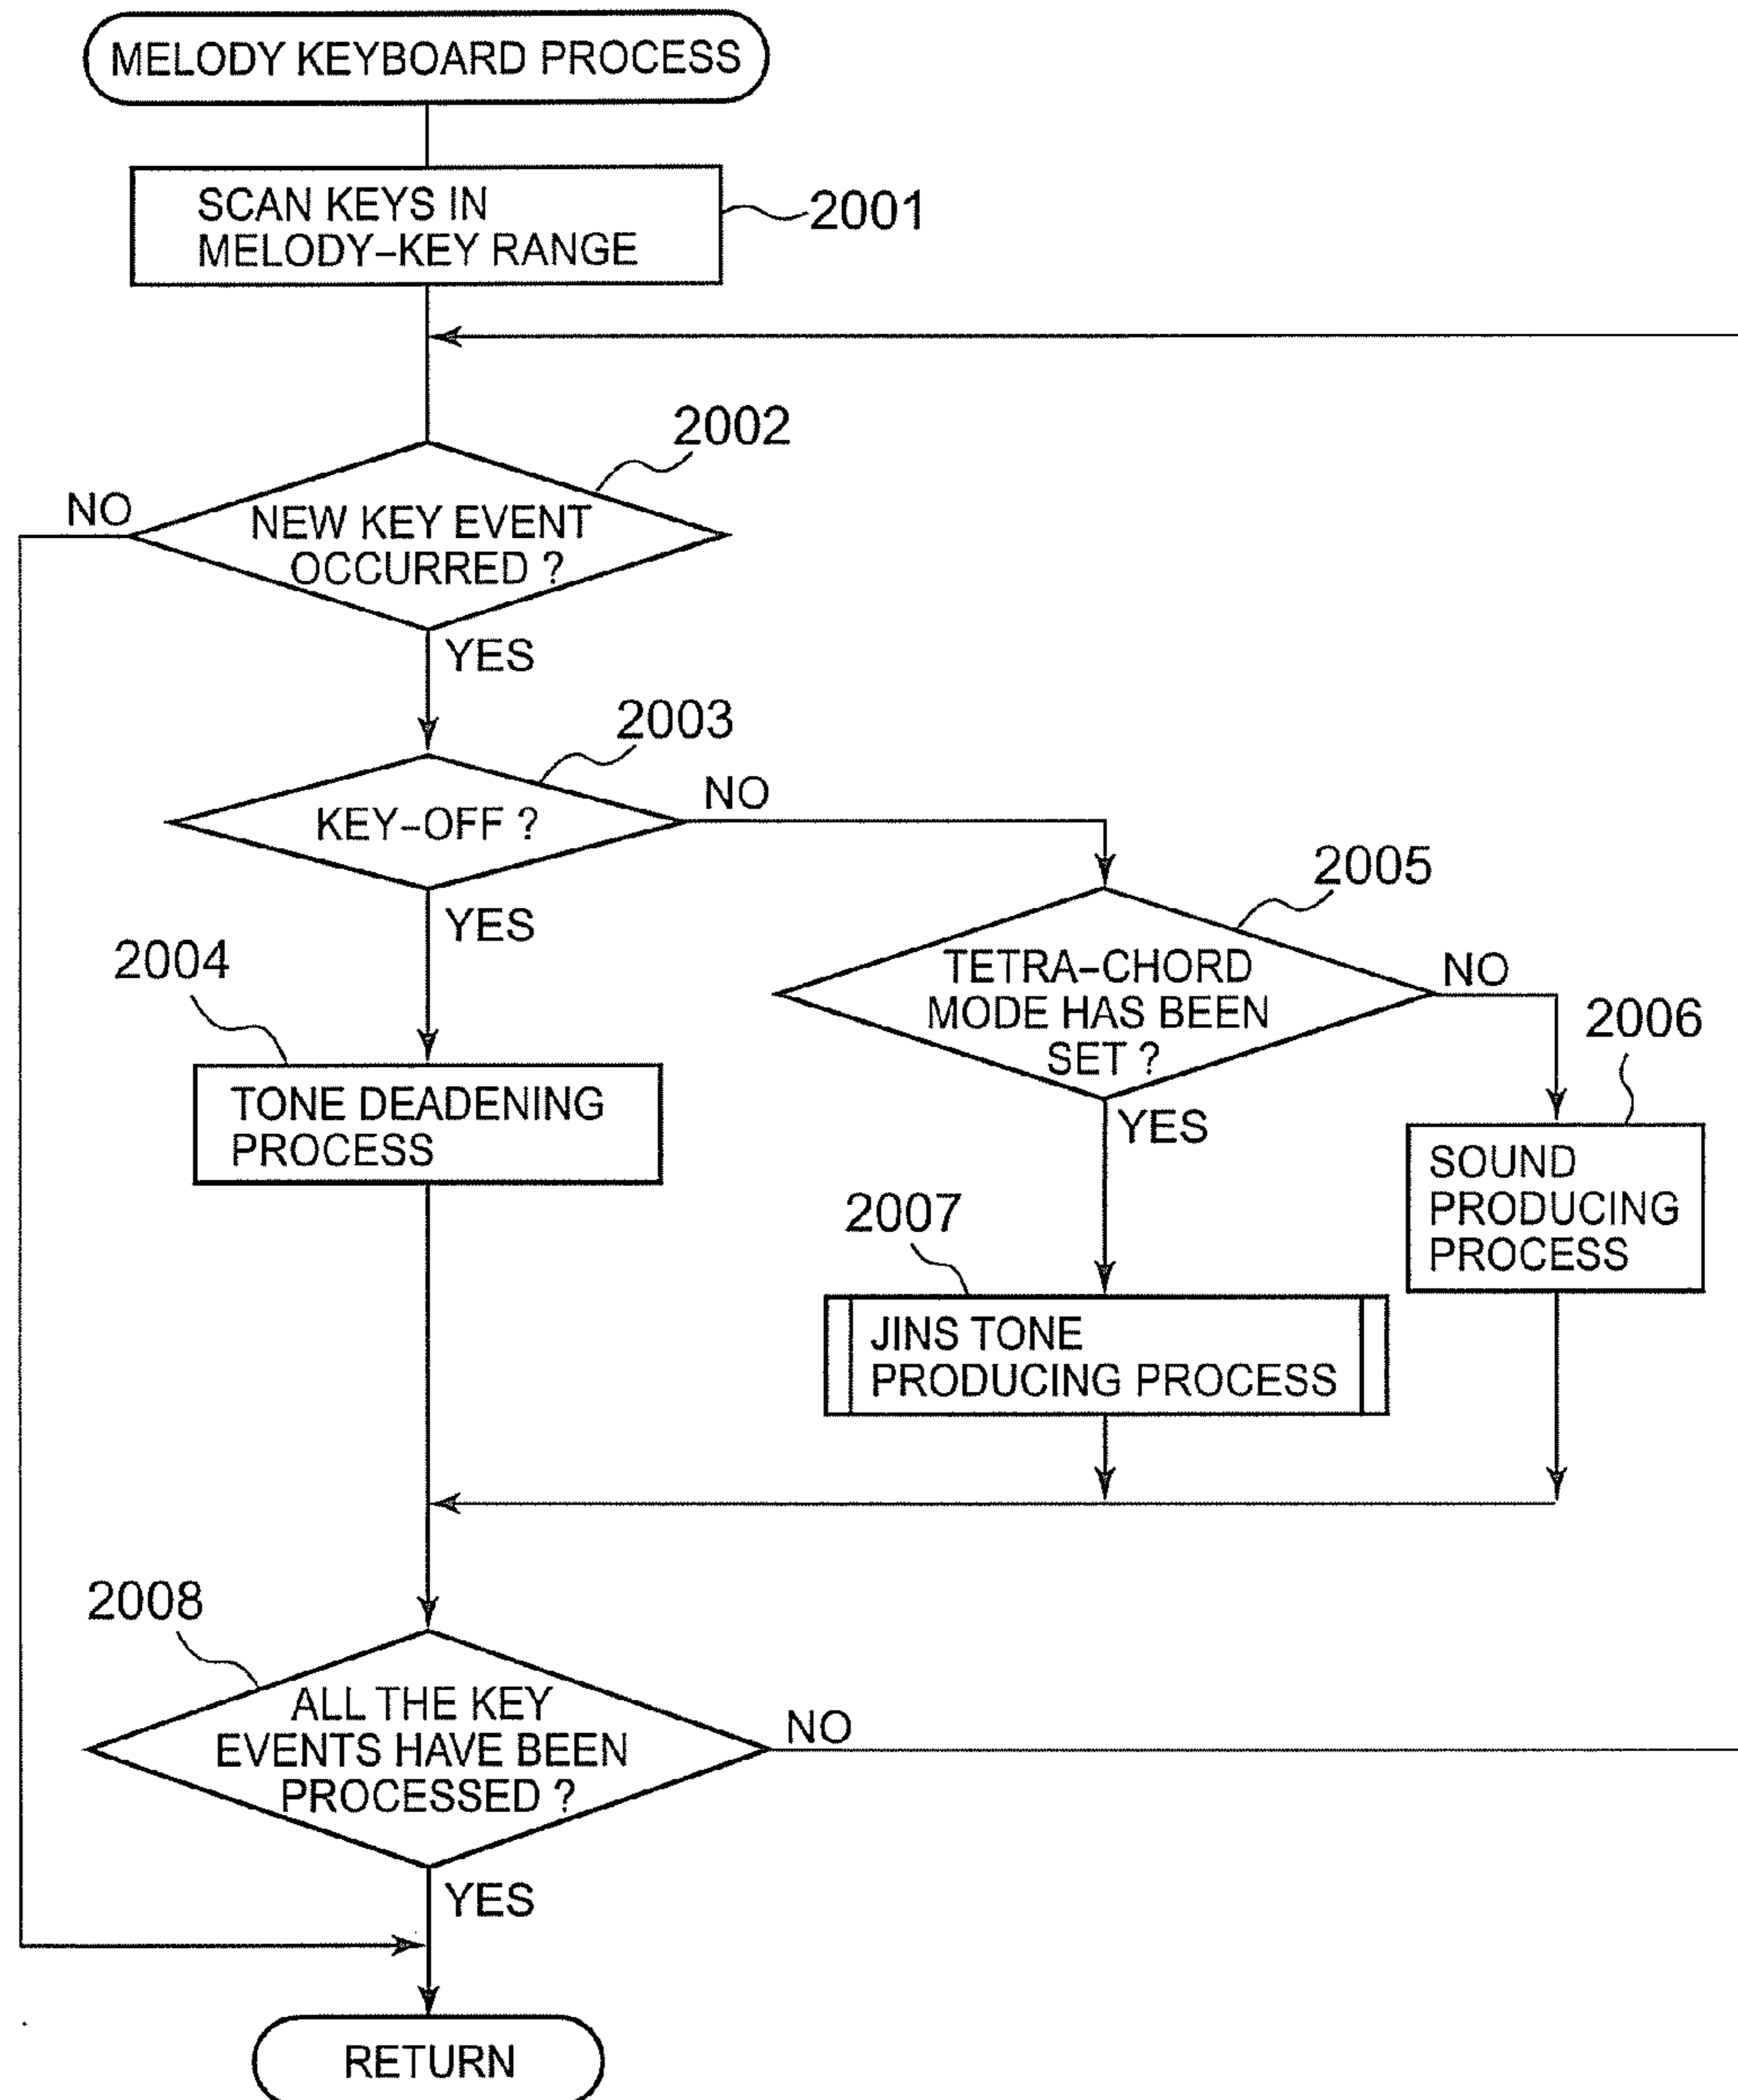 MELODY KEYBOARD PROCESS
SCAN KEYS IN
MELODY-KEY RANGE
2001
2002
NO
NEW KEY EVENT
OCCURRED ?
YES
2003
KEY-OFF ?
NO
YES
2005
TETRA-CHORD
MODE HAS BEEN
SET ?
NO
YES
2004
TONE DEADENING
PROCESS
2006
SOUND
PRODUCING
PROCESS
2007
JINS TONE
PRODUCING PROCESS
2008
ALL THE KEY
EVENTS HAVE BEEN
PROCESSED ?
NO
YES
RETURN